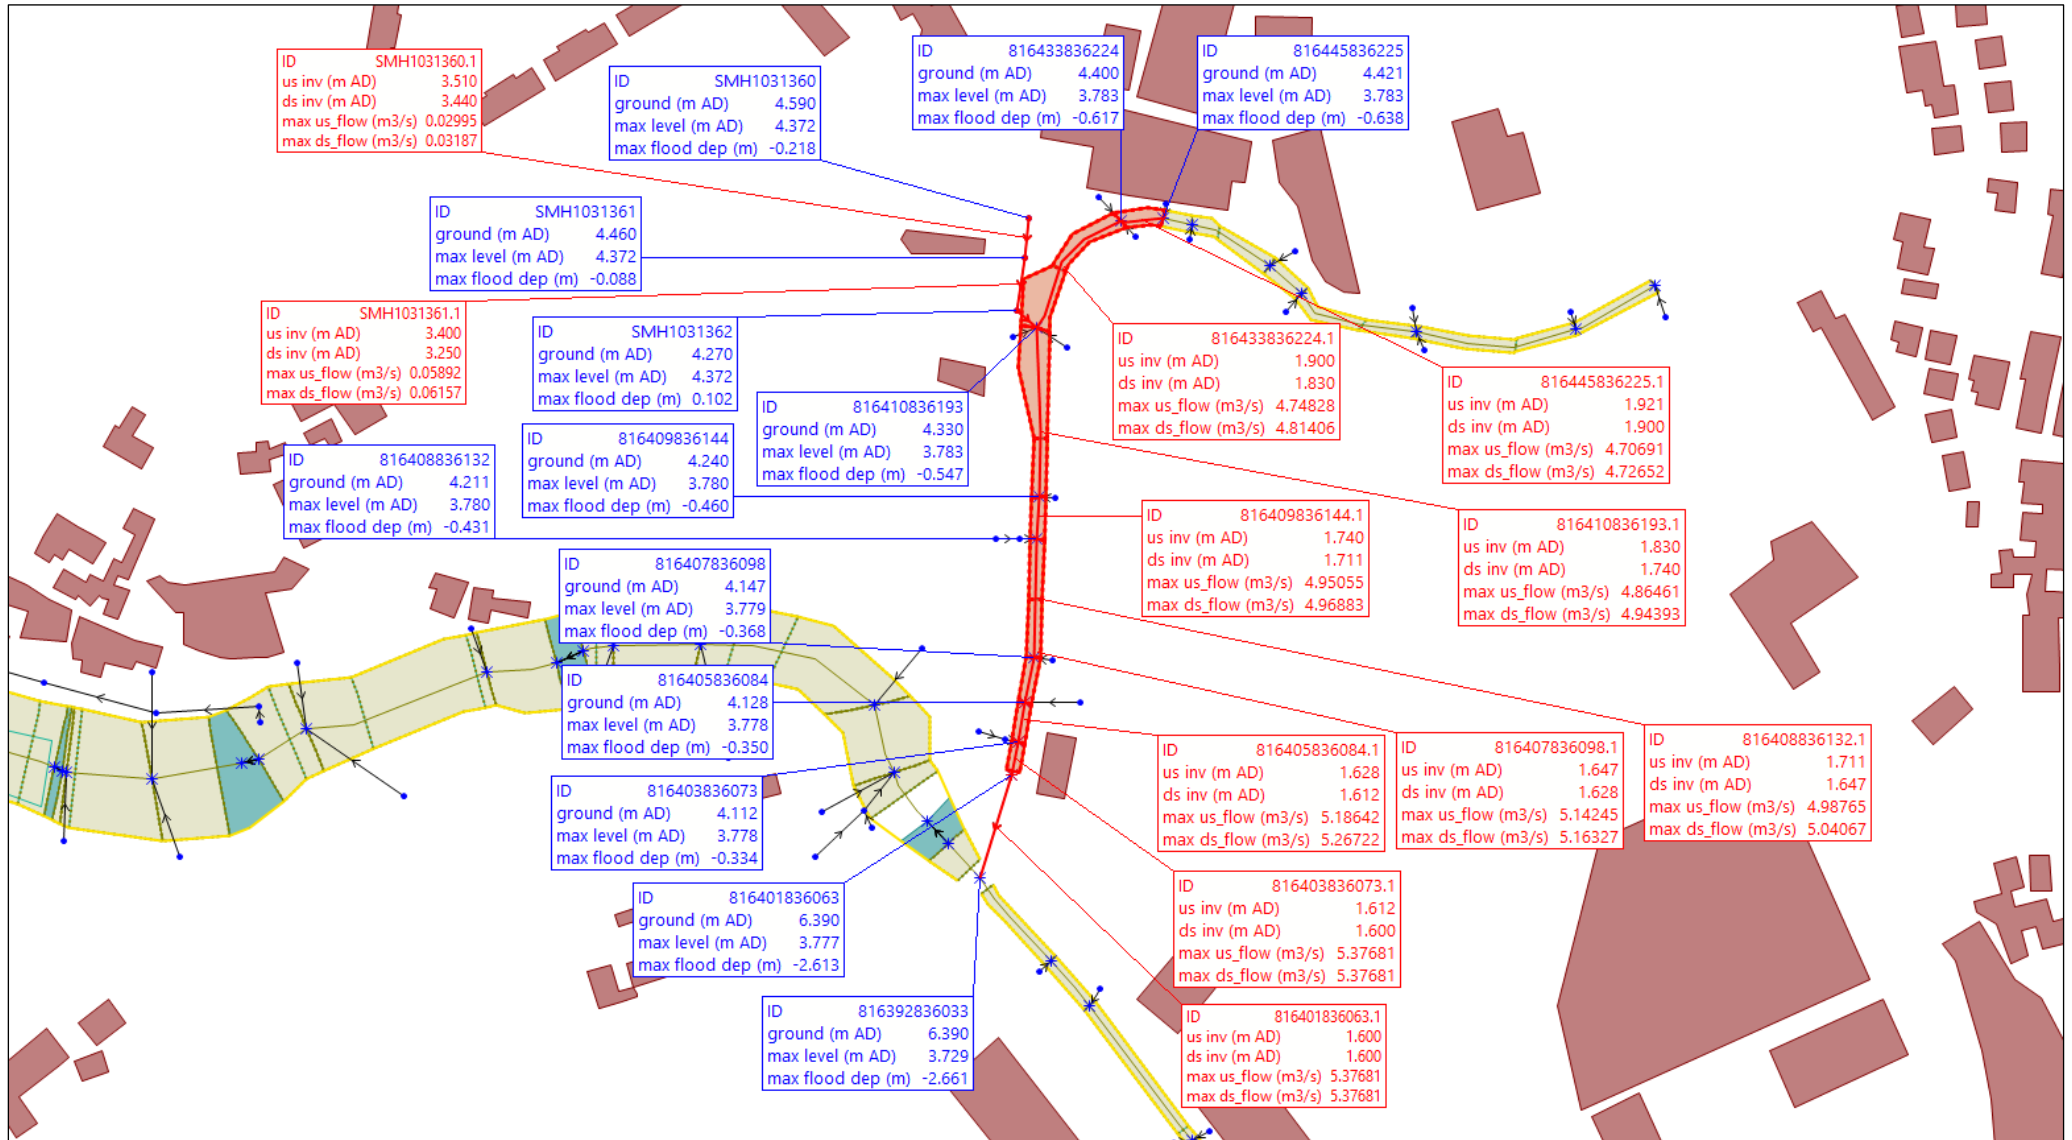 ID SMH1031360.1
us inv (m AD) 3.510
ds inv (m AD) 3.440
max us_flow (m3/s) 0.02995
max ds_flow (m3/s) 0.03187
ID SMH1031360
ground (m AD) 4.590
max level (m AD) 4.372
max flood dep (m) -0.218
ID 816433836224
ground (m AD) 4.400
max level (m AD) 3.783
max flood dep (m) -0.617
ID 816445836225
ground (m AD) 4.421
max level (m AD) 3.783
max flood dep (m) -0.638
ID SMH1031361
ground (m AD) 4.460
max level (m AD) 4.372
max flood dep (m) -0.088
ID SMH1031361.1
us inv (m AD) 3.400
ds inv (m AD) 3.250
max us_flow (m3/s) 0.05892
max ds_flow (m3/s) 0.06157
ID SMH1031362
ground (m AD) 4.270
max level (m AD) 4.372
max flood dep (m) 0.102
ID 816433836224.1
us inv (m AD) 1.900
ds inv (m AD) 1.830
max us_flow (m3/s) 4.74828
max ds_flow (m3/s) 4.81406
ID 816445836225.1
us inv (m AD) 1.921
ds inv (m AD) 1.900
max us_flow (m3/s) 4.70691
max ds_flow (m3/s) 4.72652
ID 816410836193
ground (m AD) 4.330
max level (m AD) 3.783
max flood dep (m) -0.547
ID 816409836144
ground (m AD) 4.240
max level (m AD) 3.780
max flood dep (m) -0.460
ID 816408836132
ground (m AD) 4.211
max level (m AD) 3.780
max flood dep (m) -0.431
ID 816409836144.1
us inv (m AD) 1.740
ds inv (m AD) 1.711
max us_flow (m3/s) 4.95055
max ds_flow (m3/s) 4.96883
ID 816410836193.1
us inv (m AD) 1.830
ds inv (m AD) 1.740
max us_flow (m3/s) 4.86461
max ds_flow (m3/s) 4.94393
ID 816407836098
ground (m AD) 4.147
max level (m AD) 3.779
max flood dep (m) -0.368
ID 816405836084
ground (m AD) 4.128
max level (m AD) 3.778
max flood dep (m) -0.350
ID 816405836084.1
us inv (m AD) 1.628
ds inv (m AD) 1.612
max us_flow (m3/s) 5.18642
max ds_flow (m3/s) 5.26722
ID 816407836098.1
us inv (m AD) 1.647
ds inv (m AD) 1.628
max us_flow (m3/s) 5.14245
max ds_flow (m3/s) 5.16327
ID 816408836132.1
us inv (m AD) 1.711
ds inv (m AD) 1.647
max us_flow (m3/s) 4.98765
max ds_flow (m3/s) 5.04067
ID 816403836073
ground (m AD) 4.112
max level (m AD) 3.778
max flood dep (m) -0.334
ID 816401836063
ground (m AD) 6.390
max level (m AD) 3.777
max flood dep (m) -2.613
ID 816403836073.1
us inv (m AD) 1.612
ds inv (m AD) 1.600
max us_flow (m3/s) 5.37681
max ds_flow (m3/s) 5.37681
ID 816392836033
ground (m AD) 6.390
max level (m AD) 3.729
max flood dep (m) -2.661
ID 816401836063.1
us inv (m AD) 1.600
ds inv (m AD) 1.600
max us_flow (m3/s) 5.37681
max ds_flow (m3/s) 5.37681